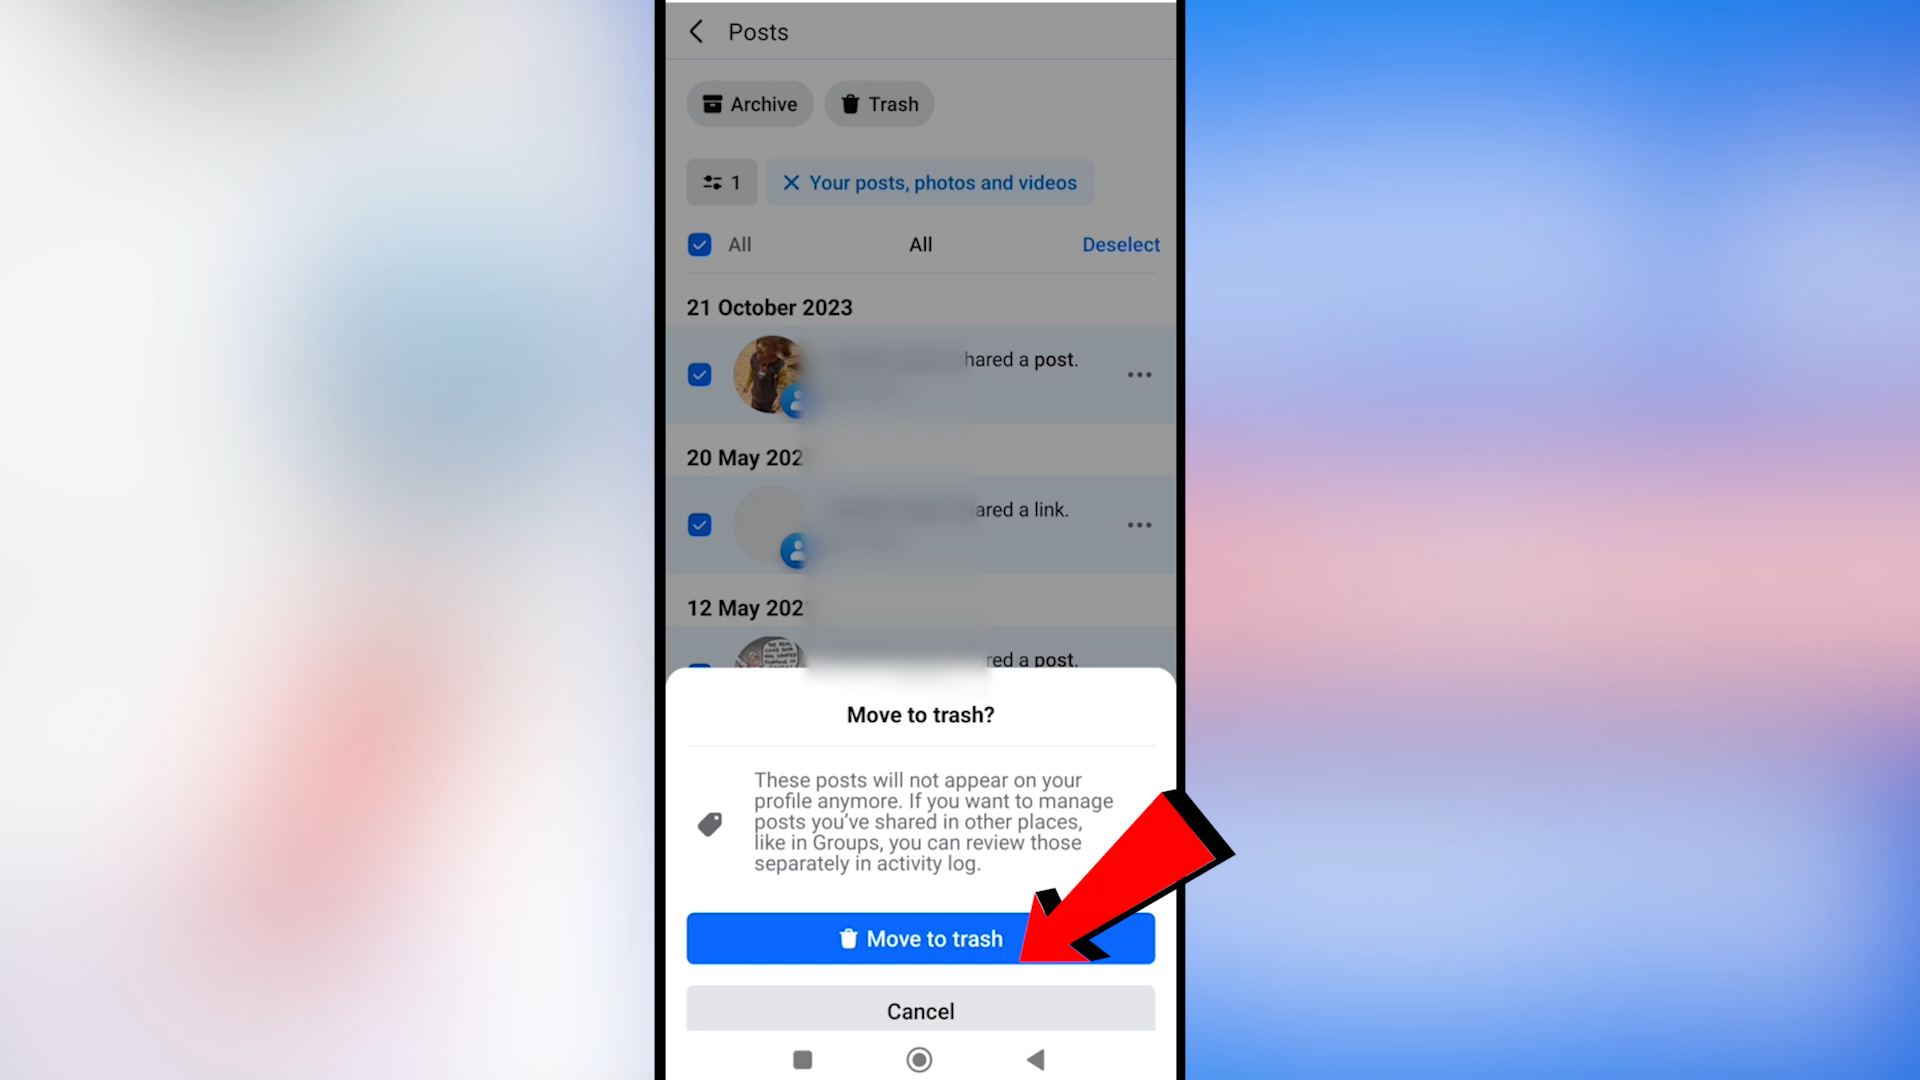 Posts
Archive
Trash
1
Your posts, photos and videos
All
All
Deselect
21 October 2023
shared a post.
20 May 202
ared a link.
12 May 202
red a post.
Move to trash?
These posts will not appear on your
profile anymore. If you want to manage
posts you've shared in other places,
like in Groups, you can review those
separately in activity log.
Move to trash
Cancel